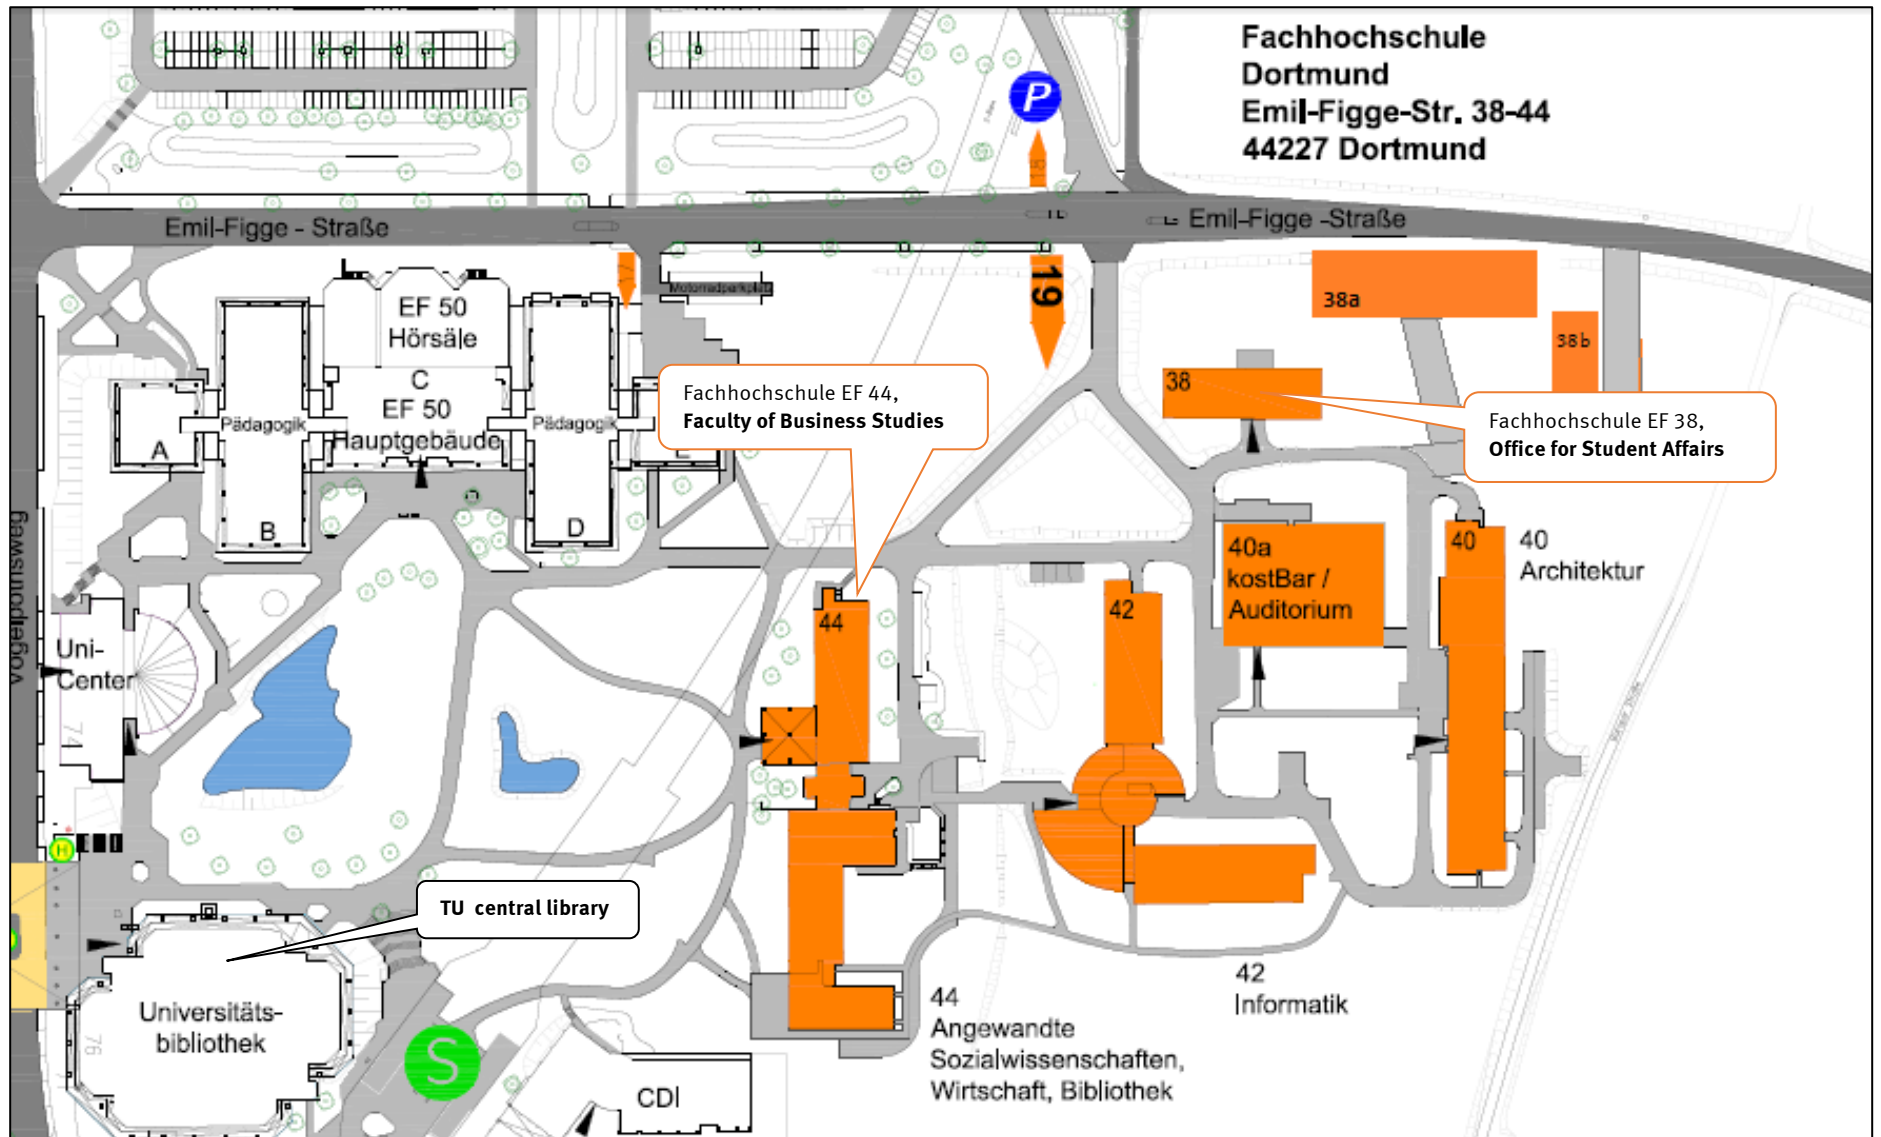 Fachhochschule
Dortmund
Emil-Figge-Str. 38-44
44227 Dortmund
P
18
Emil-Figge - Straße
Emil-Figge -Straße
19
Motorradparkplatz
38a
38b
38
EF 50
Hörsäle
C
EF 50
Hauptgebäude
Pädagogik
Pädagogik
A
B
D
E
Fachhochschule EF 44,
Faculty of Business Studies
Fachhochschule EF 38,
Office for Student Affairs
Vogelpothsweg
40a
kostBar /
Auditorium
40
40
Architektur
42
44
Uni-
Center
74
H
TU central library
Universitäts-
bibliothek
76
S
CDI
44
Angewandte
Sozialwissenschaften,
Wirtschaft, Bibliothek
42
Informatik